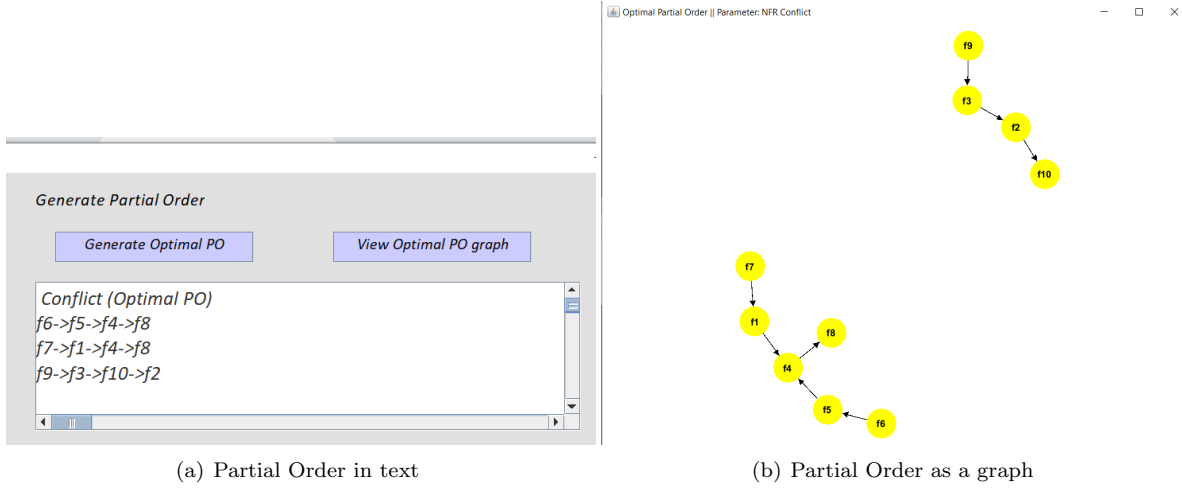 Generate Partial Order
Generate Optimal PO
View Optimal PO graph
Conflict (Optimal PO)
f6->f5->f4->f8
f7->f1->f4->f8
f9->f3->f10->f2
(a) Partial Order in text
Optimal Partial Order || Parameter: NFR Conflict
f9
f3
f2
f10
f7
f1
f8
f4
f5
f6
(b) Partial Order as a graph